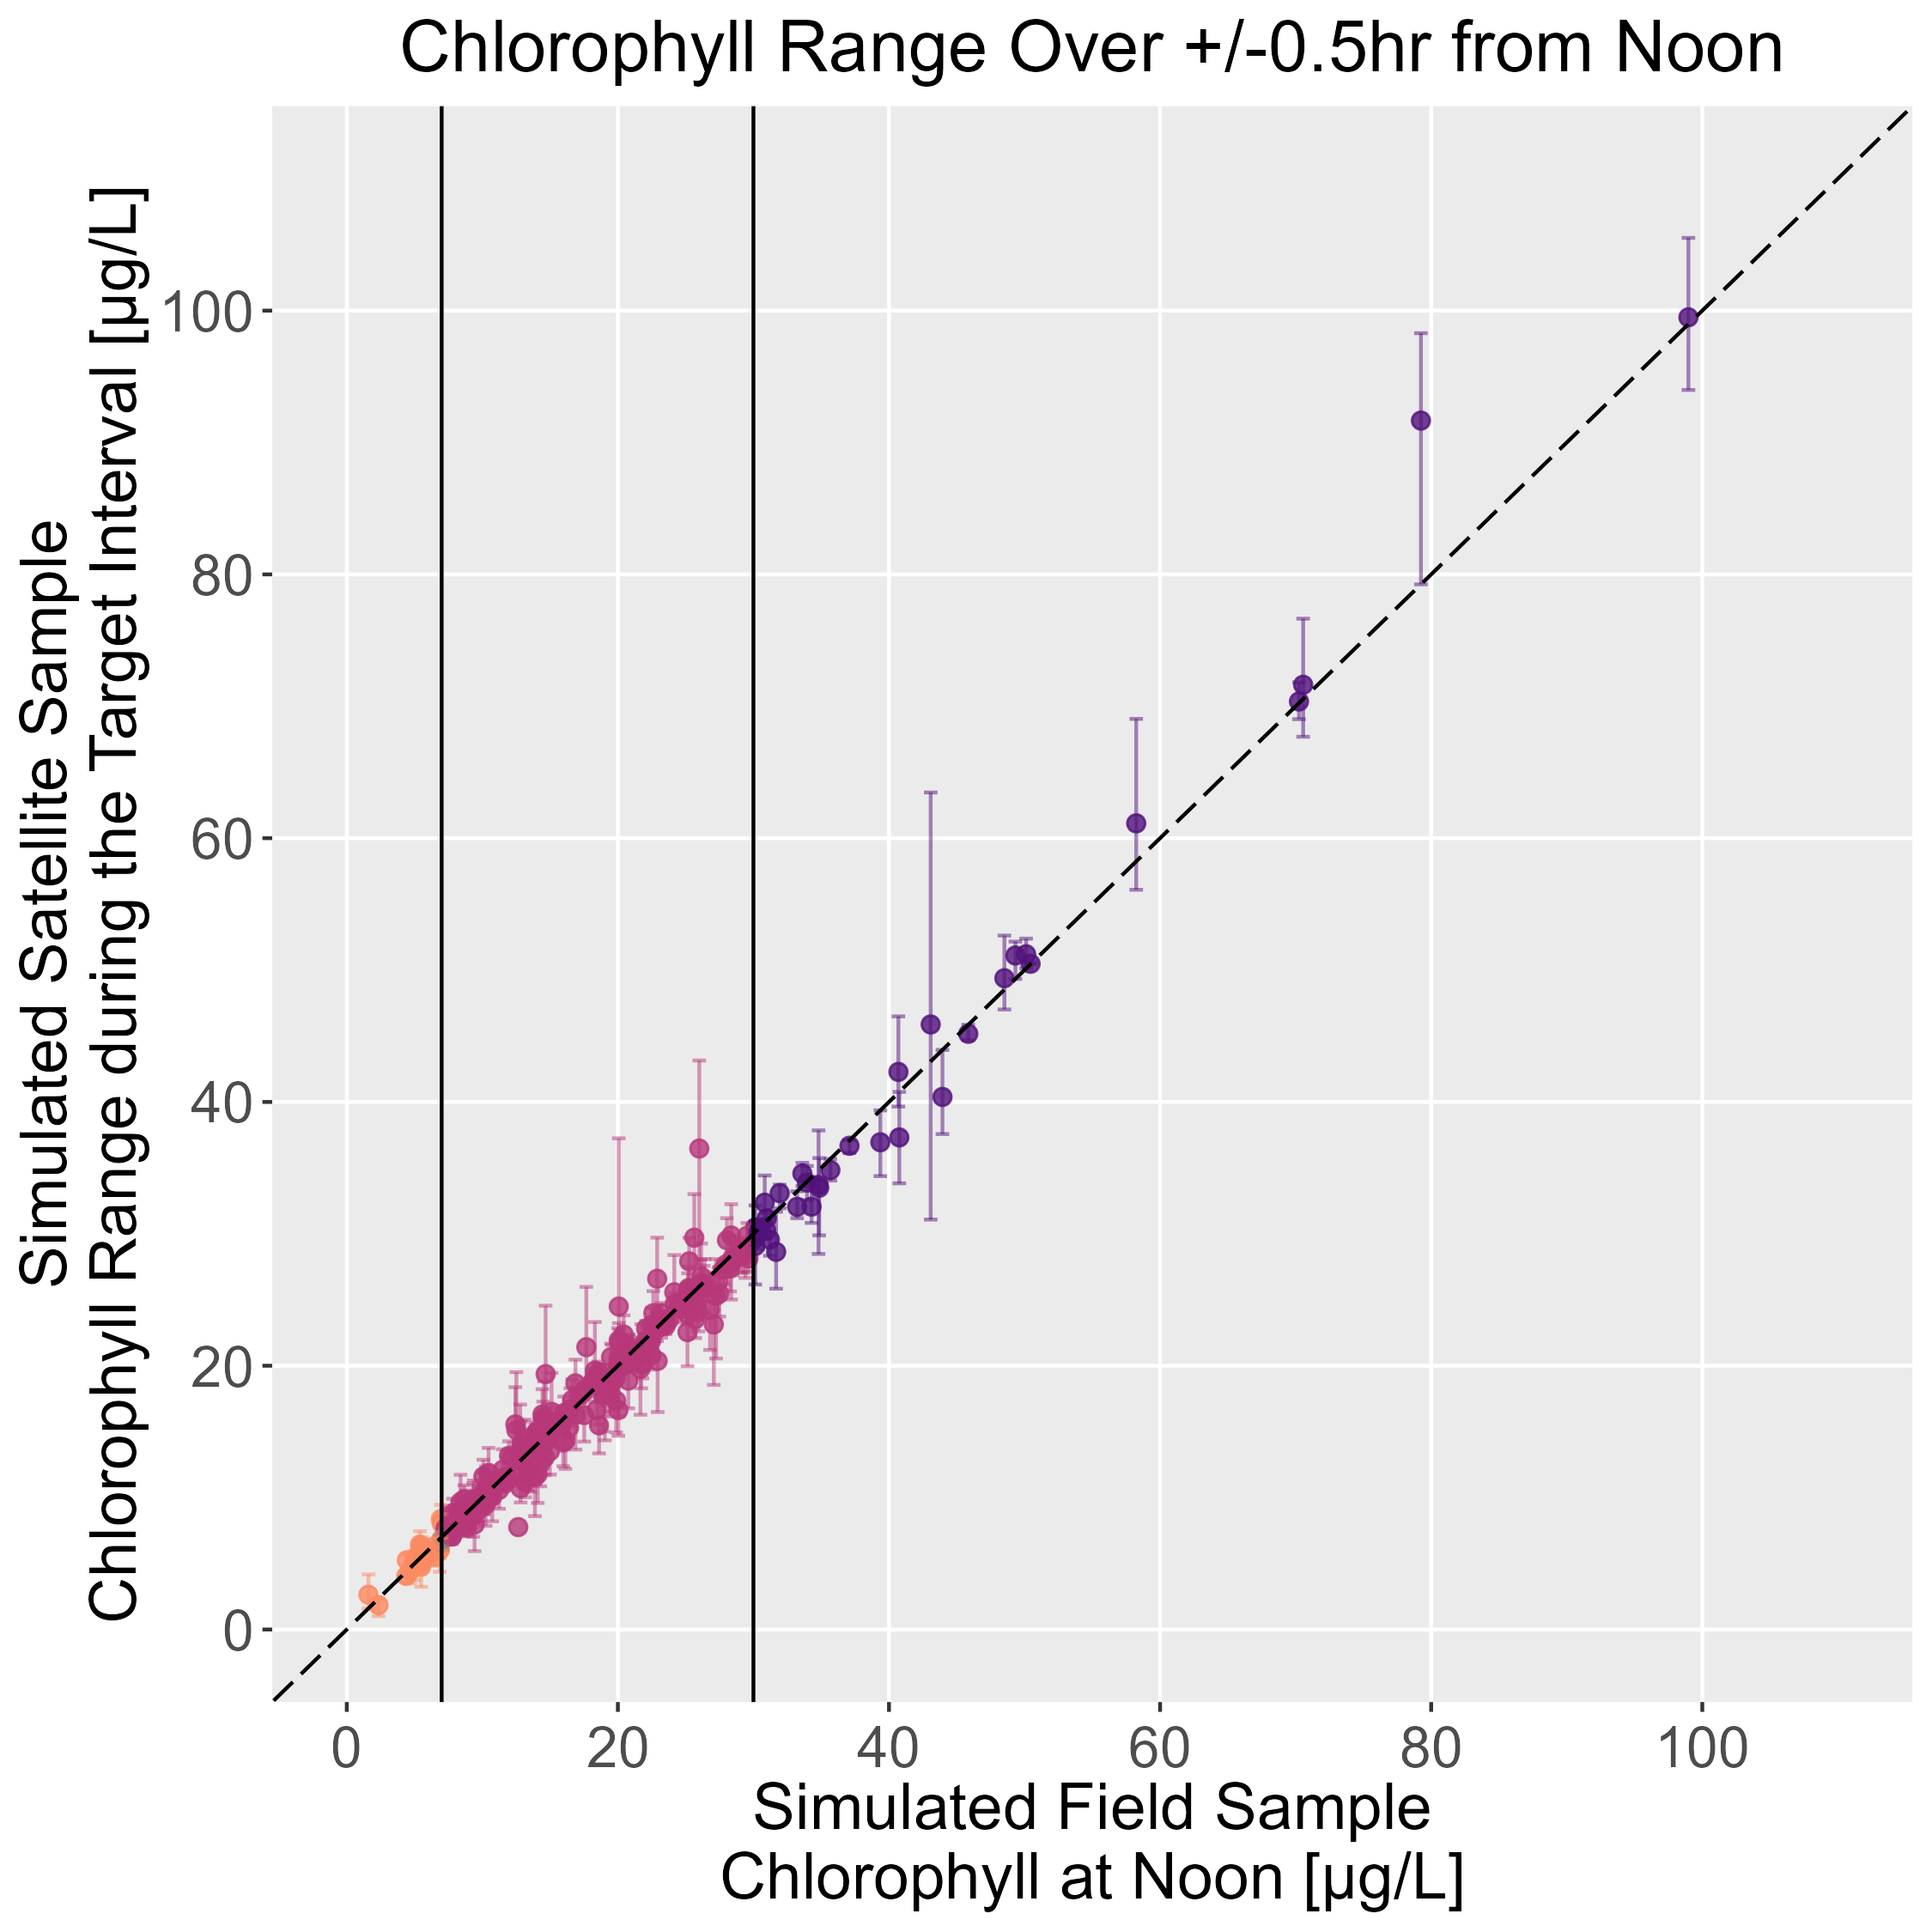 Chlorophyll Range Over +/-0.5hr from Noon
Simulated Satellite Sample
Chlorophyll Range during the Target Interval [µg/L]
100
80
60
40
20
0
0 20 40 60 80 100
Simulated Field Sample
Chlorophyll at Noon [µg/L]